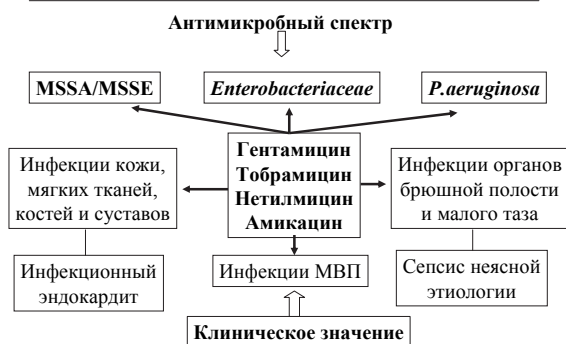 Антимикробный спектр
MSSA/MSSE
Enterobacteriaceae
P.aeruginosa
Гентамицин
Тобрамицин
Нетилмицин
Амикацин
Инфекции кожи,
мягких тканей,
костей и суставов
Инфекции органов
брюшной полости
и малого таза
Инфекционный
эндокардит
Инфекции МВП
Сепсис неясной
этиологии
Клиническое значение